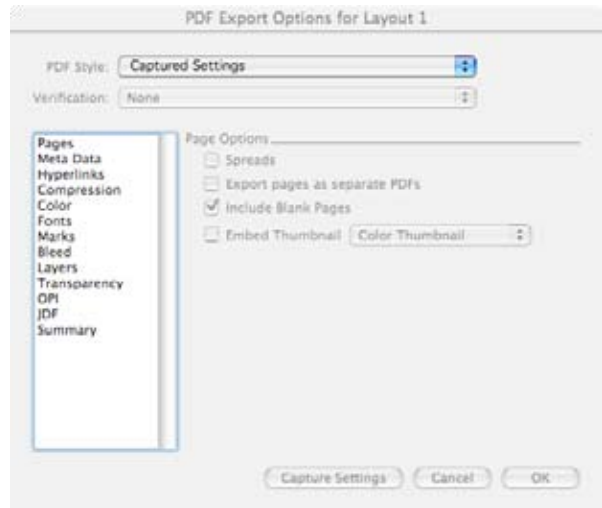 PDF Export Options for Layout 1
PDF Style: Captured Settings
Verification: None
Pages
Meta Data
Hyperlinks
Compression
Color
Fonts
Marks
Bleed
Layers
Transparency
OPI
JDF
Summary
Page Options
Spreads
Export pages as separate PDFs
Include Blank Pages
Embed Thumbnail Color Thumbnail
Capture Settings Cancel OK